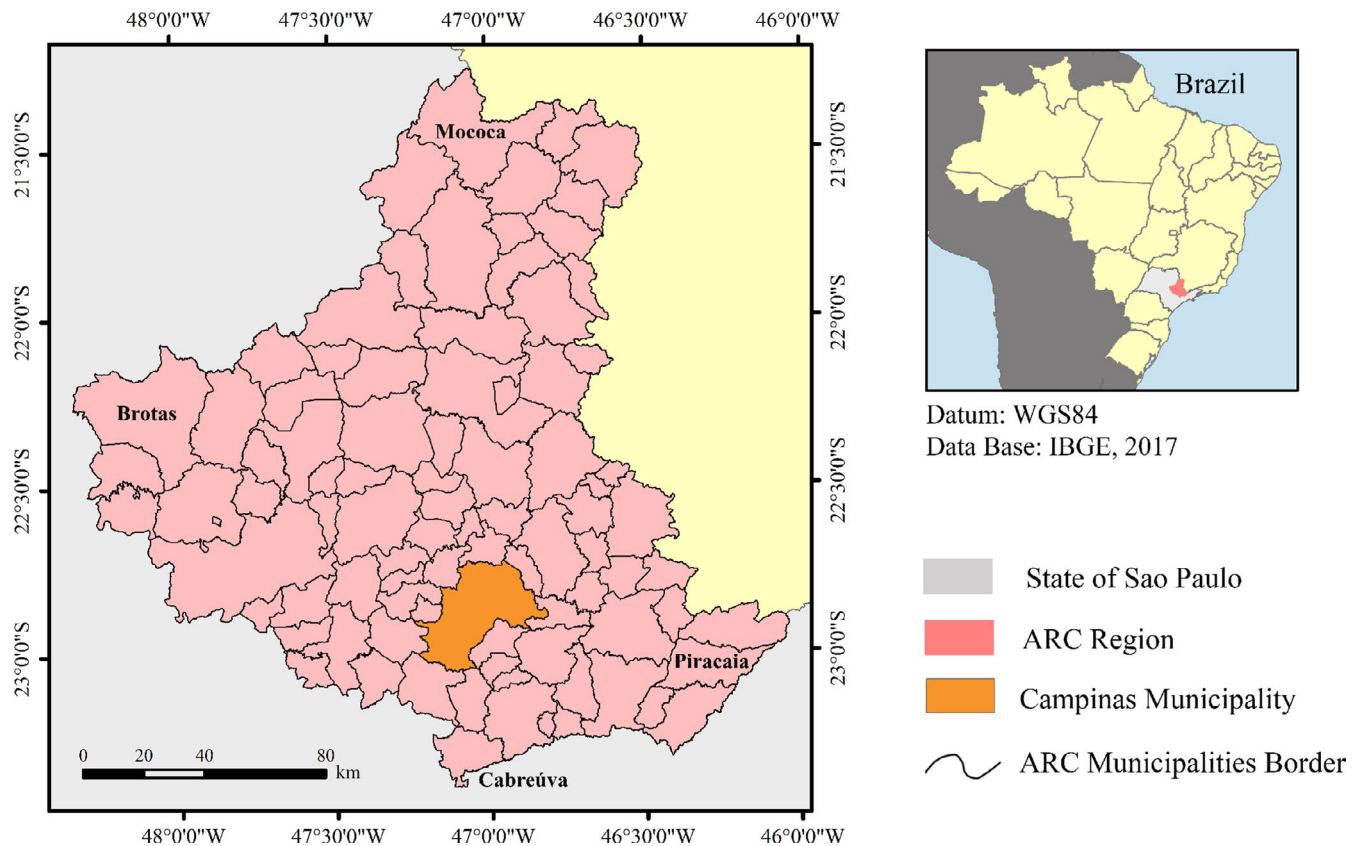 48°0'0"W 47°30'0"W 47°0'0"W 46°30'0"W 46°0'0"W
21°30'0"S
22°0'0"S
22°30'0"S
23°0'0"S
Mococa
Brotas
Piracaia
Cabreúva
0 20 40 80
km
21°30'0"S
22°0'0"S
22°30'0"S
23°0'0"S
48°0'0"W 47°30'0"W 47°0'0"W 46°30'0"W 46°0'0"W
Brazil
Datum: WGS84
Data Base: IBGE, 2017
State of Sao Paulo
ARC Region
Campinas Municipality
ARC Municipalities Border